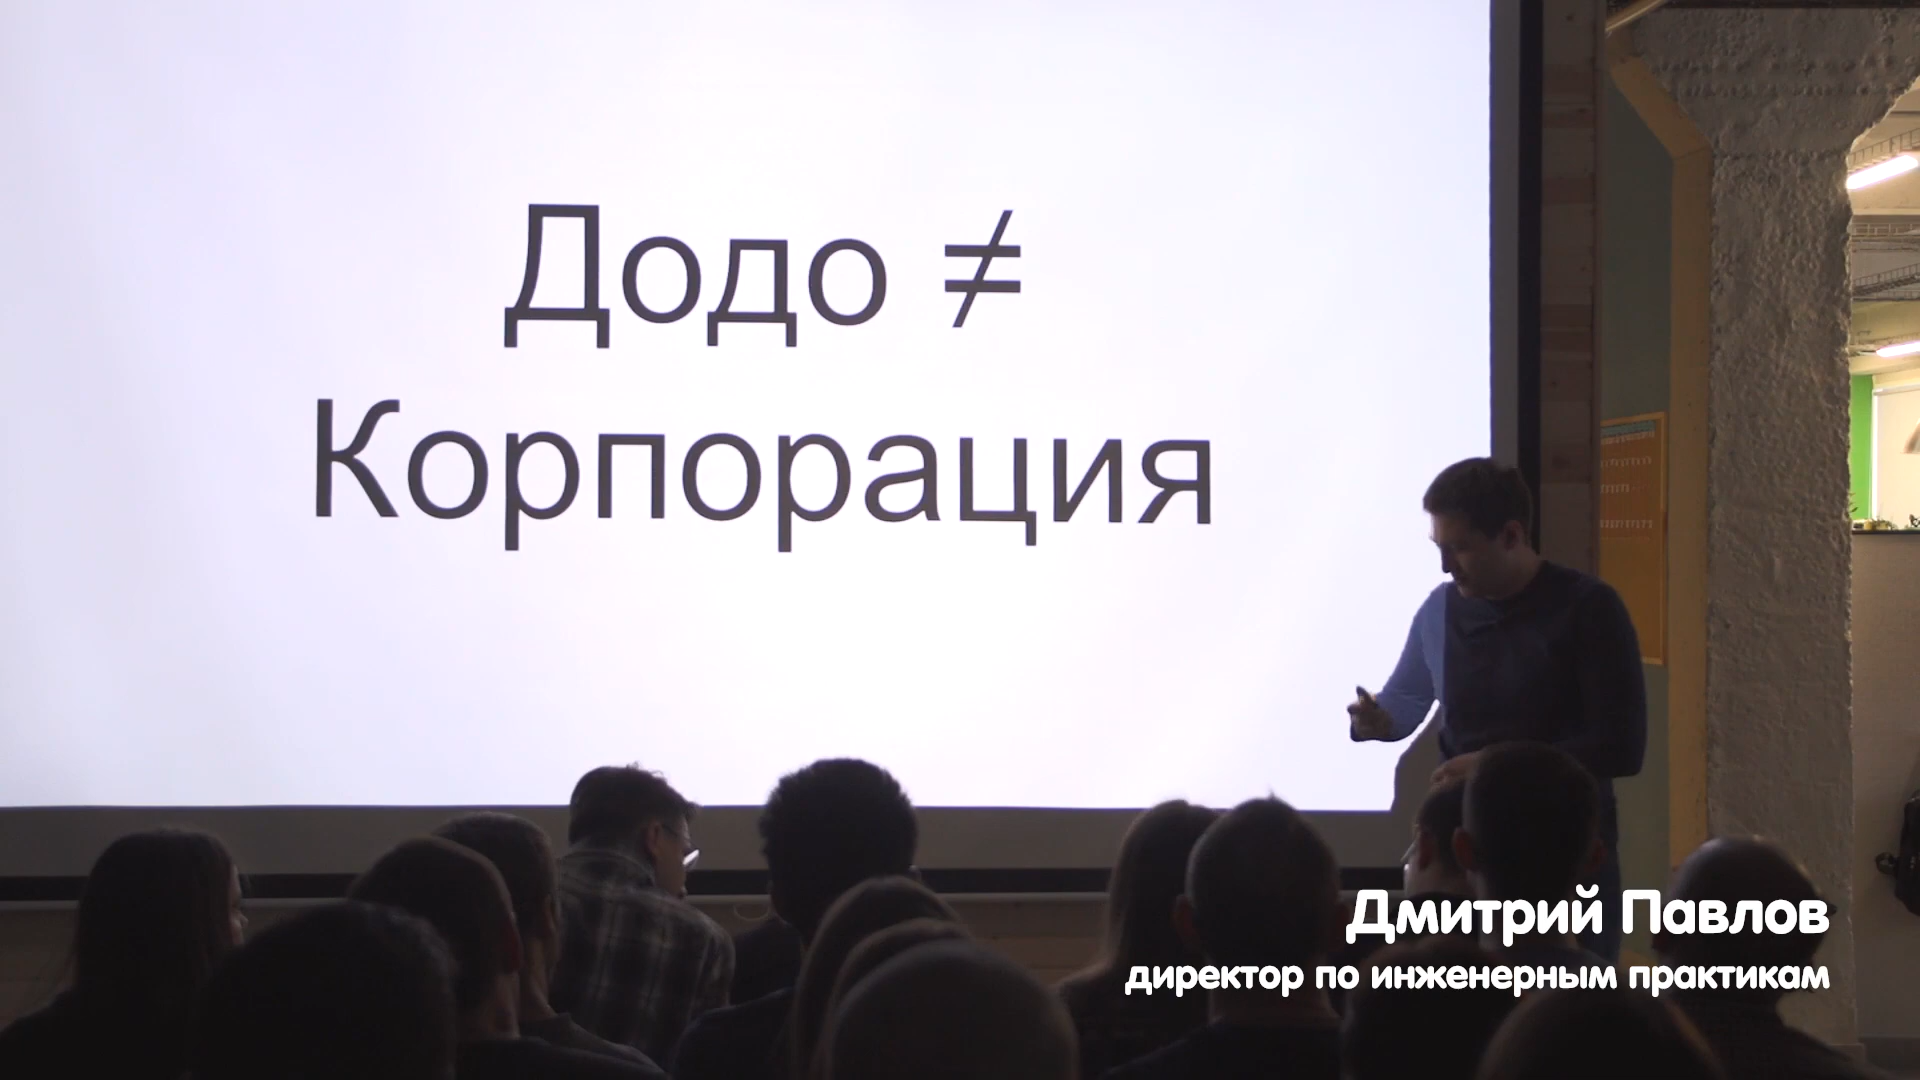 Додо ≠
Корпорация
Дмитрий Павлов
директор по инженерным практикам